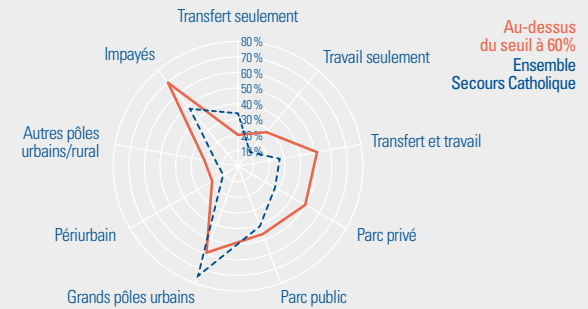 Transfert seulement
Au-dessus
du seuil à 60%
Ensemble
Secours Catholique
80%
70%
60%
50%
40%
30%
20%
10%
Impayés
Travail seulement
Autres pôles
urbains/rural
Transfert et travail
Périurbain
Parc privé
Grands pôles urbains
Parc public